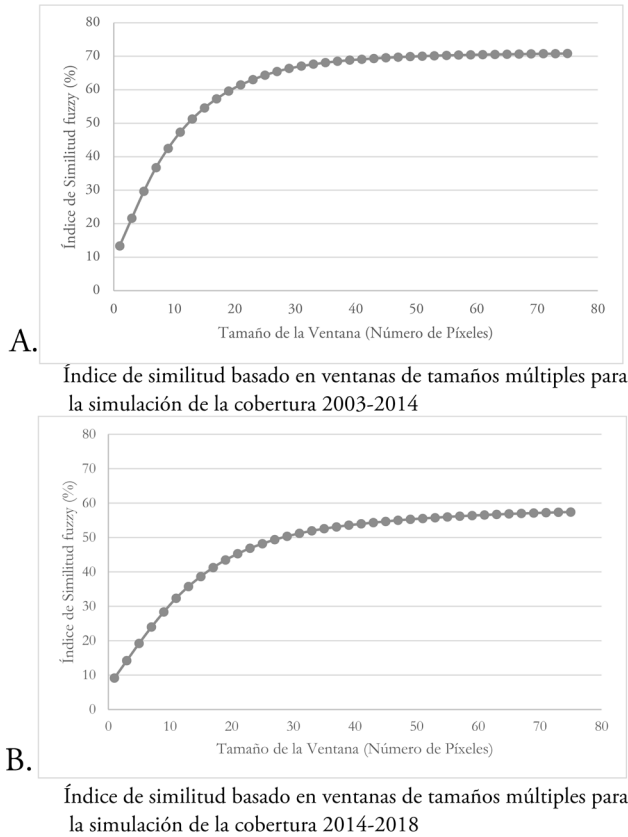 80
70
60
50
40
30
20
10
0
Índice de Similitud fuzzy (%)
0 10 20 30 40 50 60 70 80
Tamaño de la Ventana (Número de Píxeles)
A.
Índice de similitud basado en ventanas de tamaños múltiples para
la simulación de la cobertura 2003-2014
80
70
60
50
40
30
20
10
0
Índice de Similitud fuzzy (%)
0 10 20 30 40 50 60 70 80
Tamaño de la Ventana (Número de Píxeles)
B.
Índice de similitud basado en ventanas de tamaños múltiples para
la simulación de la cobertura 2014-2018